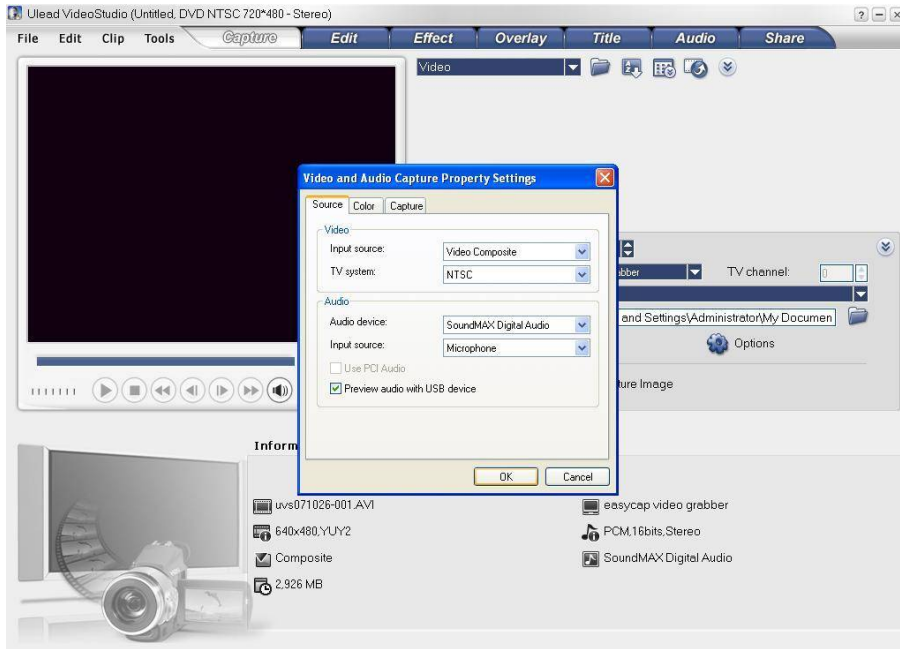 Ulead VideoStudio (Untitled, DVD NTSC 720*480 - Stereo)
File Edit Clip Tools Capture Edit Effect Overlay Title Audio Share
Video
Video and Audio Capture Property Settings
Source Color Capture
Video
Input source: Video Composite
TV system: NTSC
Audio
Audio device: SoundMAX Digital Audio
Input source: Microphone
Use PCI Audio
Preview audio with USB device
OK Cancel
bber TV channel: 0
and Settings\Administrator\My Documen
Options
ture Image
Inform
uvs071026-001.AVI easycap video grabber
640x480,YUY2 PCM,16bits,Stereo
Composite SoundMAX Digital Audio
2,926 MB